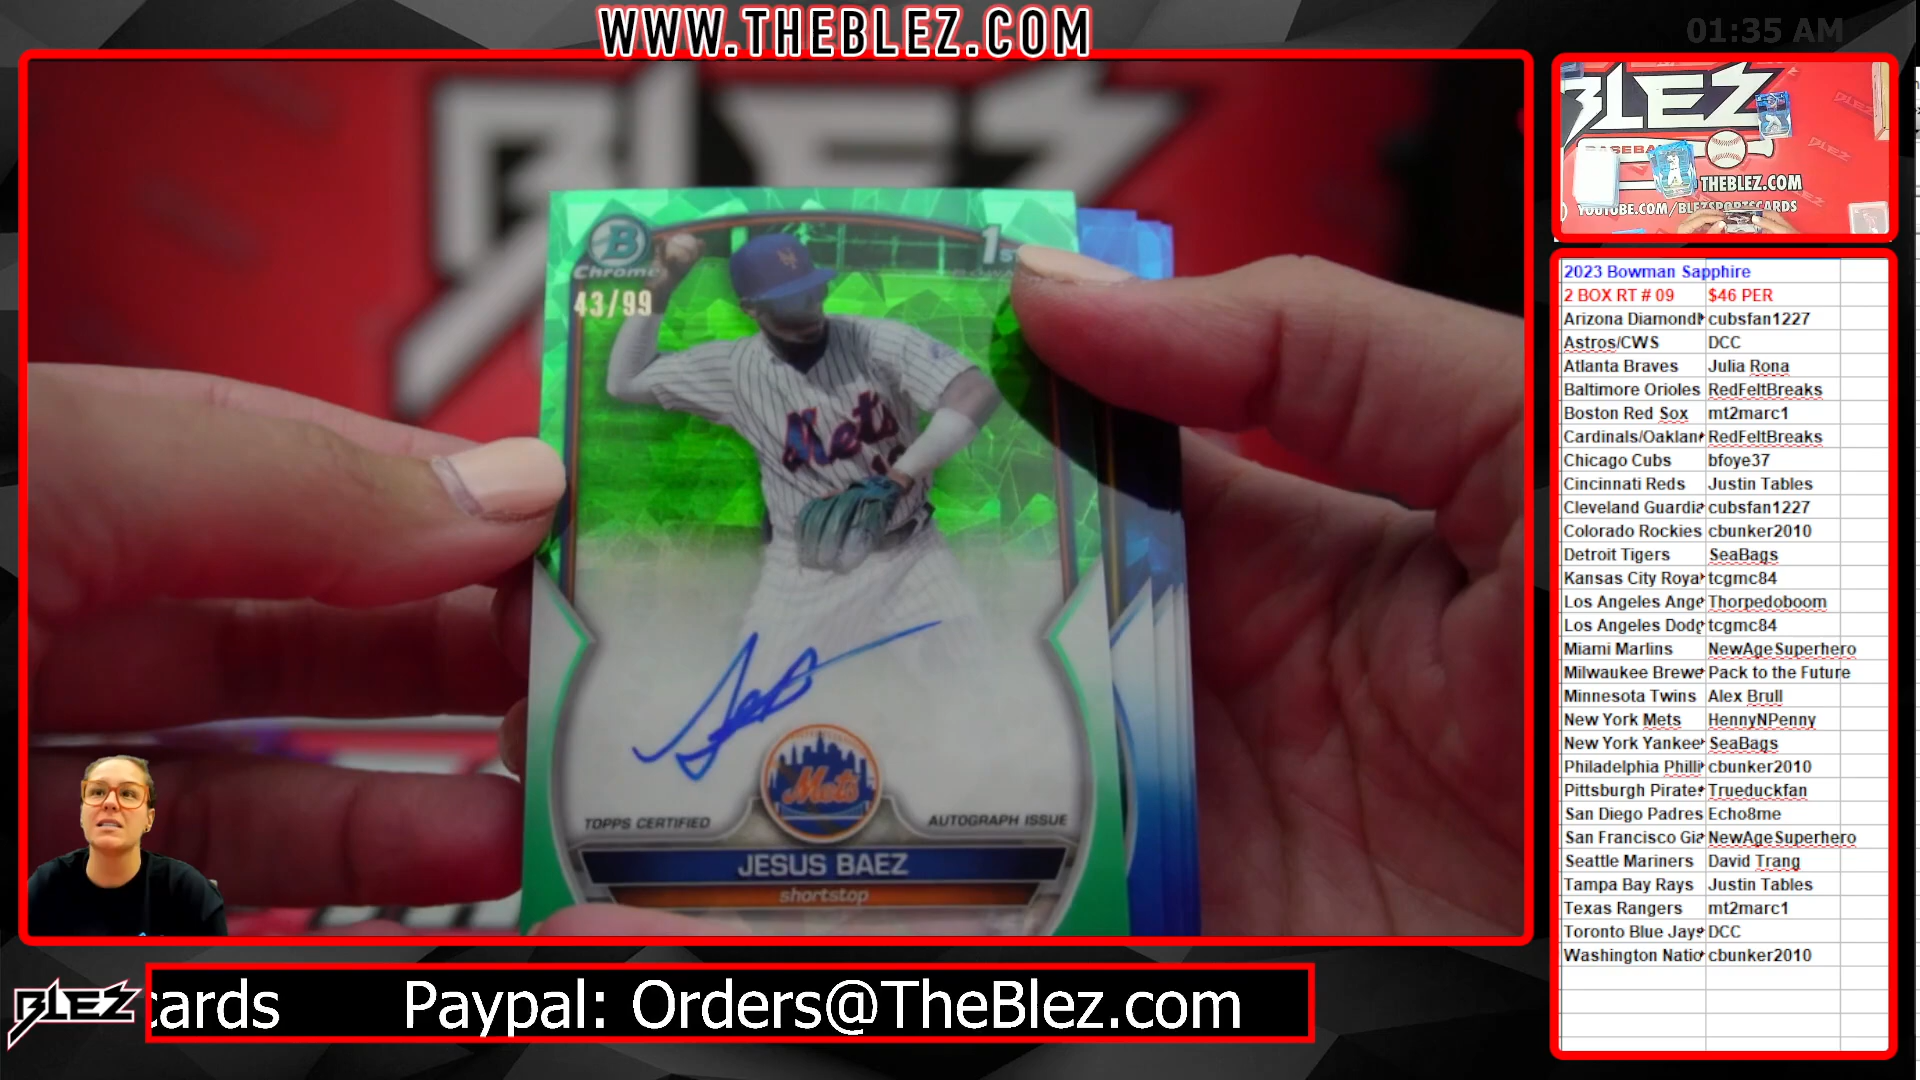 WWW.THEBLEZ.COM
01:35 AM
BLEZ
B
Chrome
1st
43/99
Mets
Mets
TOPPS CERTIFIED
AUTOGRAPH ISSUE
JESUS BAEZ
shortstop
BLEZ
cards Paypal: Orders@TheBlez.com
BLEZ
BASEBA
THEBLEZ.COM
YOUTUBE.COM/BLEZSPORTSCARDS
2023 Bowman Sapphire
2 BOX RT # 09 $46 PER
Arizona Diamond cubsfan1227
Astros/CWS DCC
Atlanta Braves Julia Rona
Baltimore Orioles RedFeltBreaks
Boston Red Sox mt2marc1
Cardinals/Oaklan RedFeltBreaks
Chicago Cubs bfoye37
Cincinnati Reds Justin Tables
Cleveland Guardia cubsfan1227
Colorado Rockies cbunker2010
Detroit Tigers SeaBags
Kansas City Roya tcgmc84
Los Angeles Ange Thorpedoboom
Los Angeles Dodg tcgmc84
Miami Marlins NewAgeSuperhero
Milwaukee Brewe Pack to the Future
Minnesota Twins Alex Brull
New York Mets HennyNPenny
New York Yankee SeaBags
Philadelphia Philli cbunker2010
Pittsburgh Pirate Trueduckfan
San Diego Padres Echo8me
San Francisco Gia NewAgeSuperhero
Seattle Mariners David Trang
Tampa Bay Rays Justin Tables
Texas Rangers mt2marc1
Toronto Blue Jays DCC
Washington Natio cbunker2010